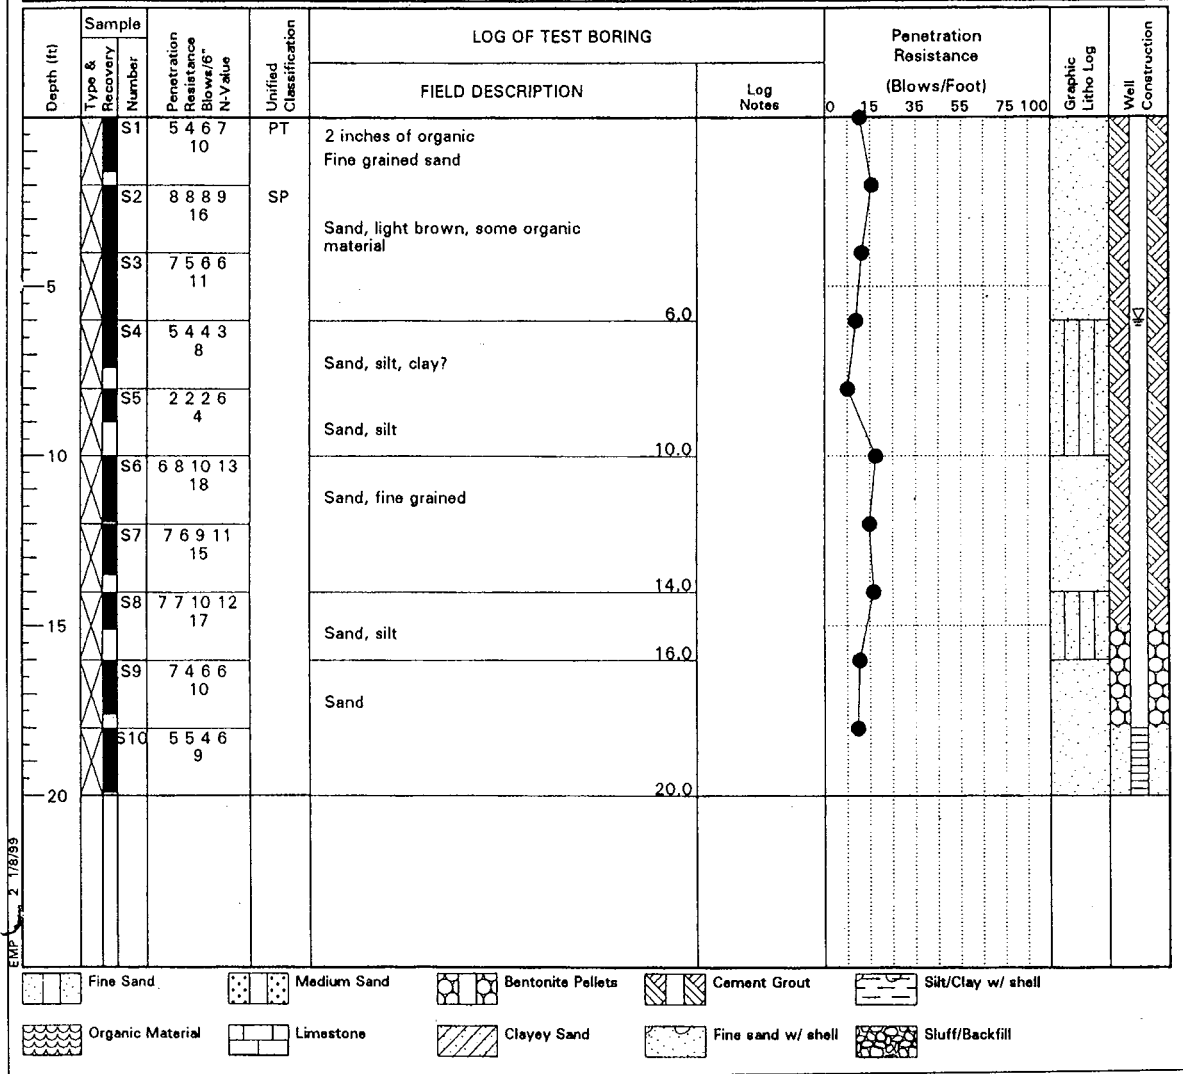 Sample
LOG OF TEST BORING
Penetration
Resistance
(Blows/Foot)
Depth (ft)
Type &
Recovery
Number
Penetration
Resistance
Blows/6"
N-Value
Unified
Classification
FIELD DESCRIPTION
Log
Notes
0 15 35 55 75 100
Graphic
Litho Log
Well
Construction
S1 5 4 6 7 PT
10
2 inches of organic
Fine grained sand
S2 8 8 8 9 SP
16
Sand, light brown, some organic
material
S3 7 5 6 6
11
5
6.0
S4 5 4 4 3
8
Sand, silt, clay?
S5 2 2 2 6
4
Sand, silt
10.0
10
S6 6 8 10 13
18
Sand, fine grained
S7 7 6 9 11
15
14.0
S8 7 7 10 12
17
15
Sand, silt
16.0
S9 7 4 6 6
10
Sand
S10 5 5 4 6
9
20.0
20
EMP 2 1/8/99
Fine Sand Medium Sand Bentonite Pellets Cement Grout Silt/Clay w/ shell
Organic Material Limestone Clayey Sand Fine sand w/ shell Sluff/Backfill